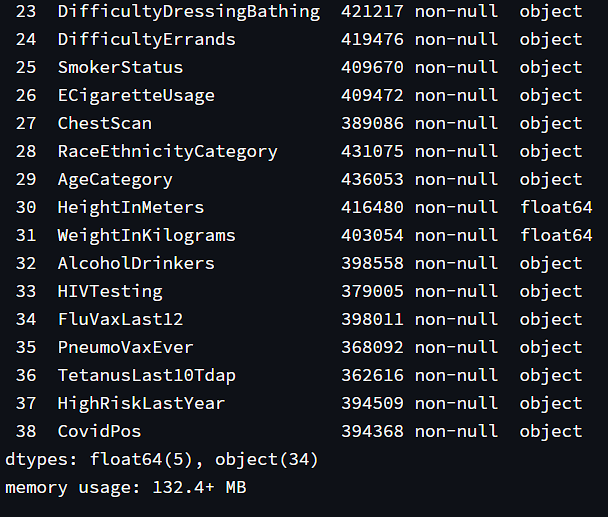 23  DifficultyDressingBathing  421217 non-null  object
24  DifficultyErrands          419476 non-null  object
25  SmokerStatus               409670 non-null  object
26  ECigaretteUsage            409472 non-null  object
27  ChestScan                  389086 non-null  object
28  RaceEthnicityCategory      431075 non-null  object
29  AgeCategory                436053 non-null  object
30  HeightInMeters             416480 non-null  float64
31  WeightInKilograms          403054 non-null  float64
32  AlcoholDrinkers            398558 non-null  object
33  HIVTesting                 379005 non-null  object
34  FluVaxLast12               398011 non-null  object
35  PneumoVaxEver              368092 non-null  object
36  TetanusLast10Tdap          362616 non-null  object
37  HighRiskLastYear           394509 non-null  object
38  CovidPos                   394368 non-null  object
dtypes: float64(5), object(34)
memory usage: 132.4+ MB